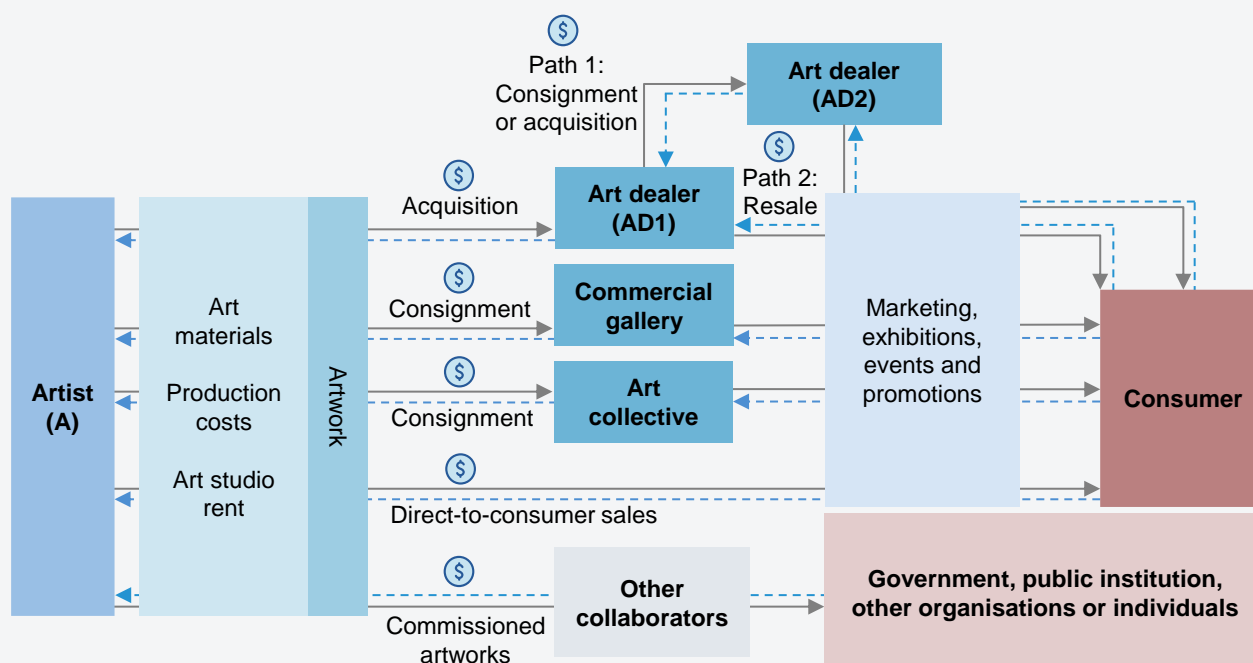 $
Path 1:
Consignment
or acquisition
Art dealer
(AD2)
$
Path 2:
Resale
$
Acquisition
Art dealer
(AD1)
$
Consignment
Commercial
gallery
$
Consignment
Art
collective
$
Direct-to-consumer sales
$
Commissioned
artworks
Other
collaborators
Artist
(A)
Art
materials
Production
costs
Art studio
rent
Artwork
Marketing,
exhibitions,
events and
promotions
Consumer
Government, public institution,
other organisations or individuals